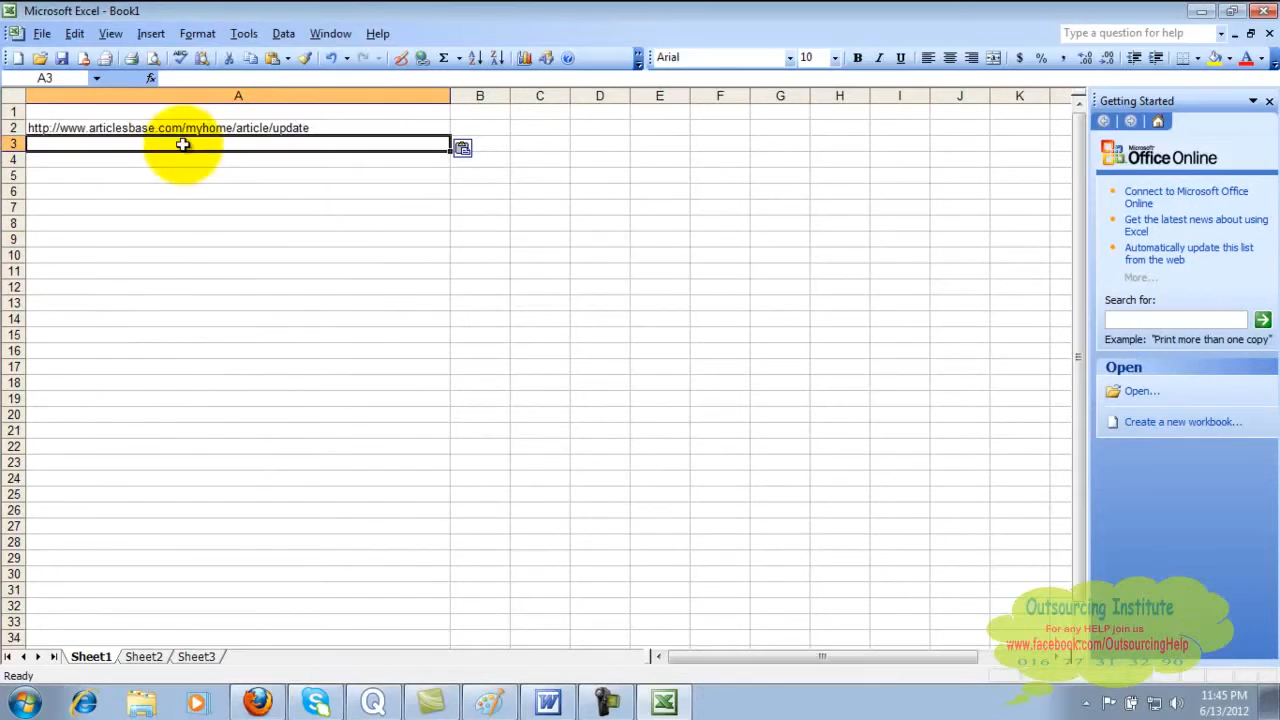 Microsoft Excel - Book1
File Edit View Insert Format Tools Data Window Help
Type a question for help
Arial 10 B I U $ % ,
A3 fx
A B C D E F G H I J K
Getting Started
1
2 http://www.articlesbase.com/myhome/article/update
3
4
5
6
7
8
9
10
11
12
13
14
15
16
17
18
19
20
21
22
23
24
25
26
27
28
29
30
31
32
33
34
Office Online
Connect to Microsoft Office
Online
Get the latest news about using
Excel
Automatically update this list
from the web
More...
Search for:
Example: "Print more than one copy"
Open
Open...
Create a new workbook...
Outsourcing Institute
For any HELP join us
www.facebook.com/OutsourcingHelp
016 77 31 32 90
Sheet1 Sheet2 Sheet3
Ready
11:45 PM
6/13/2012